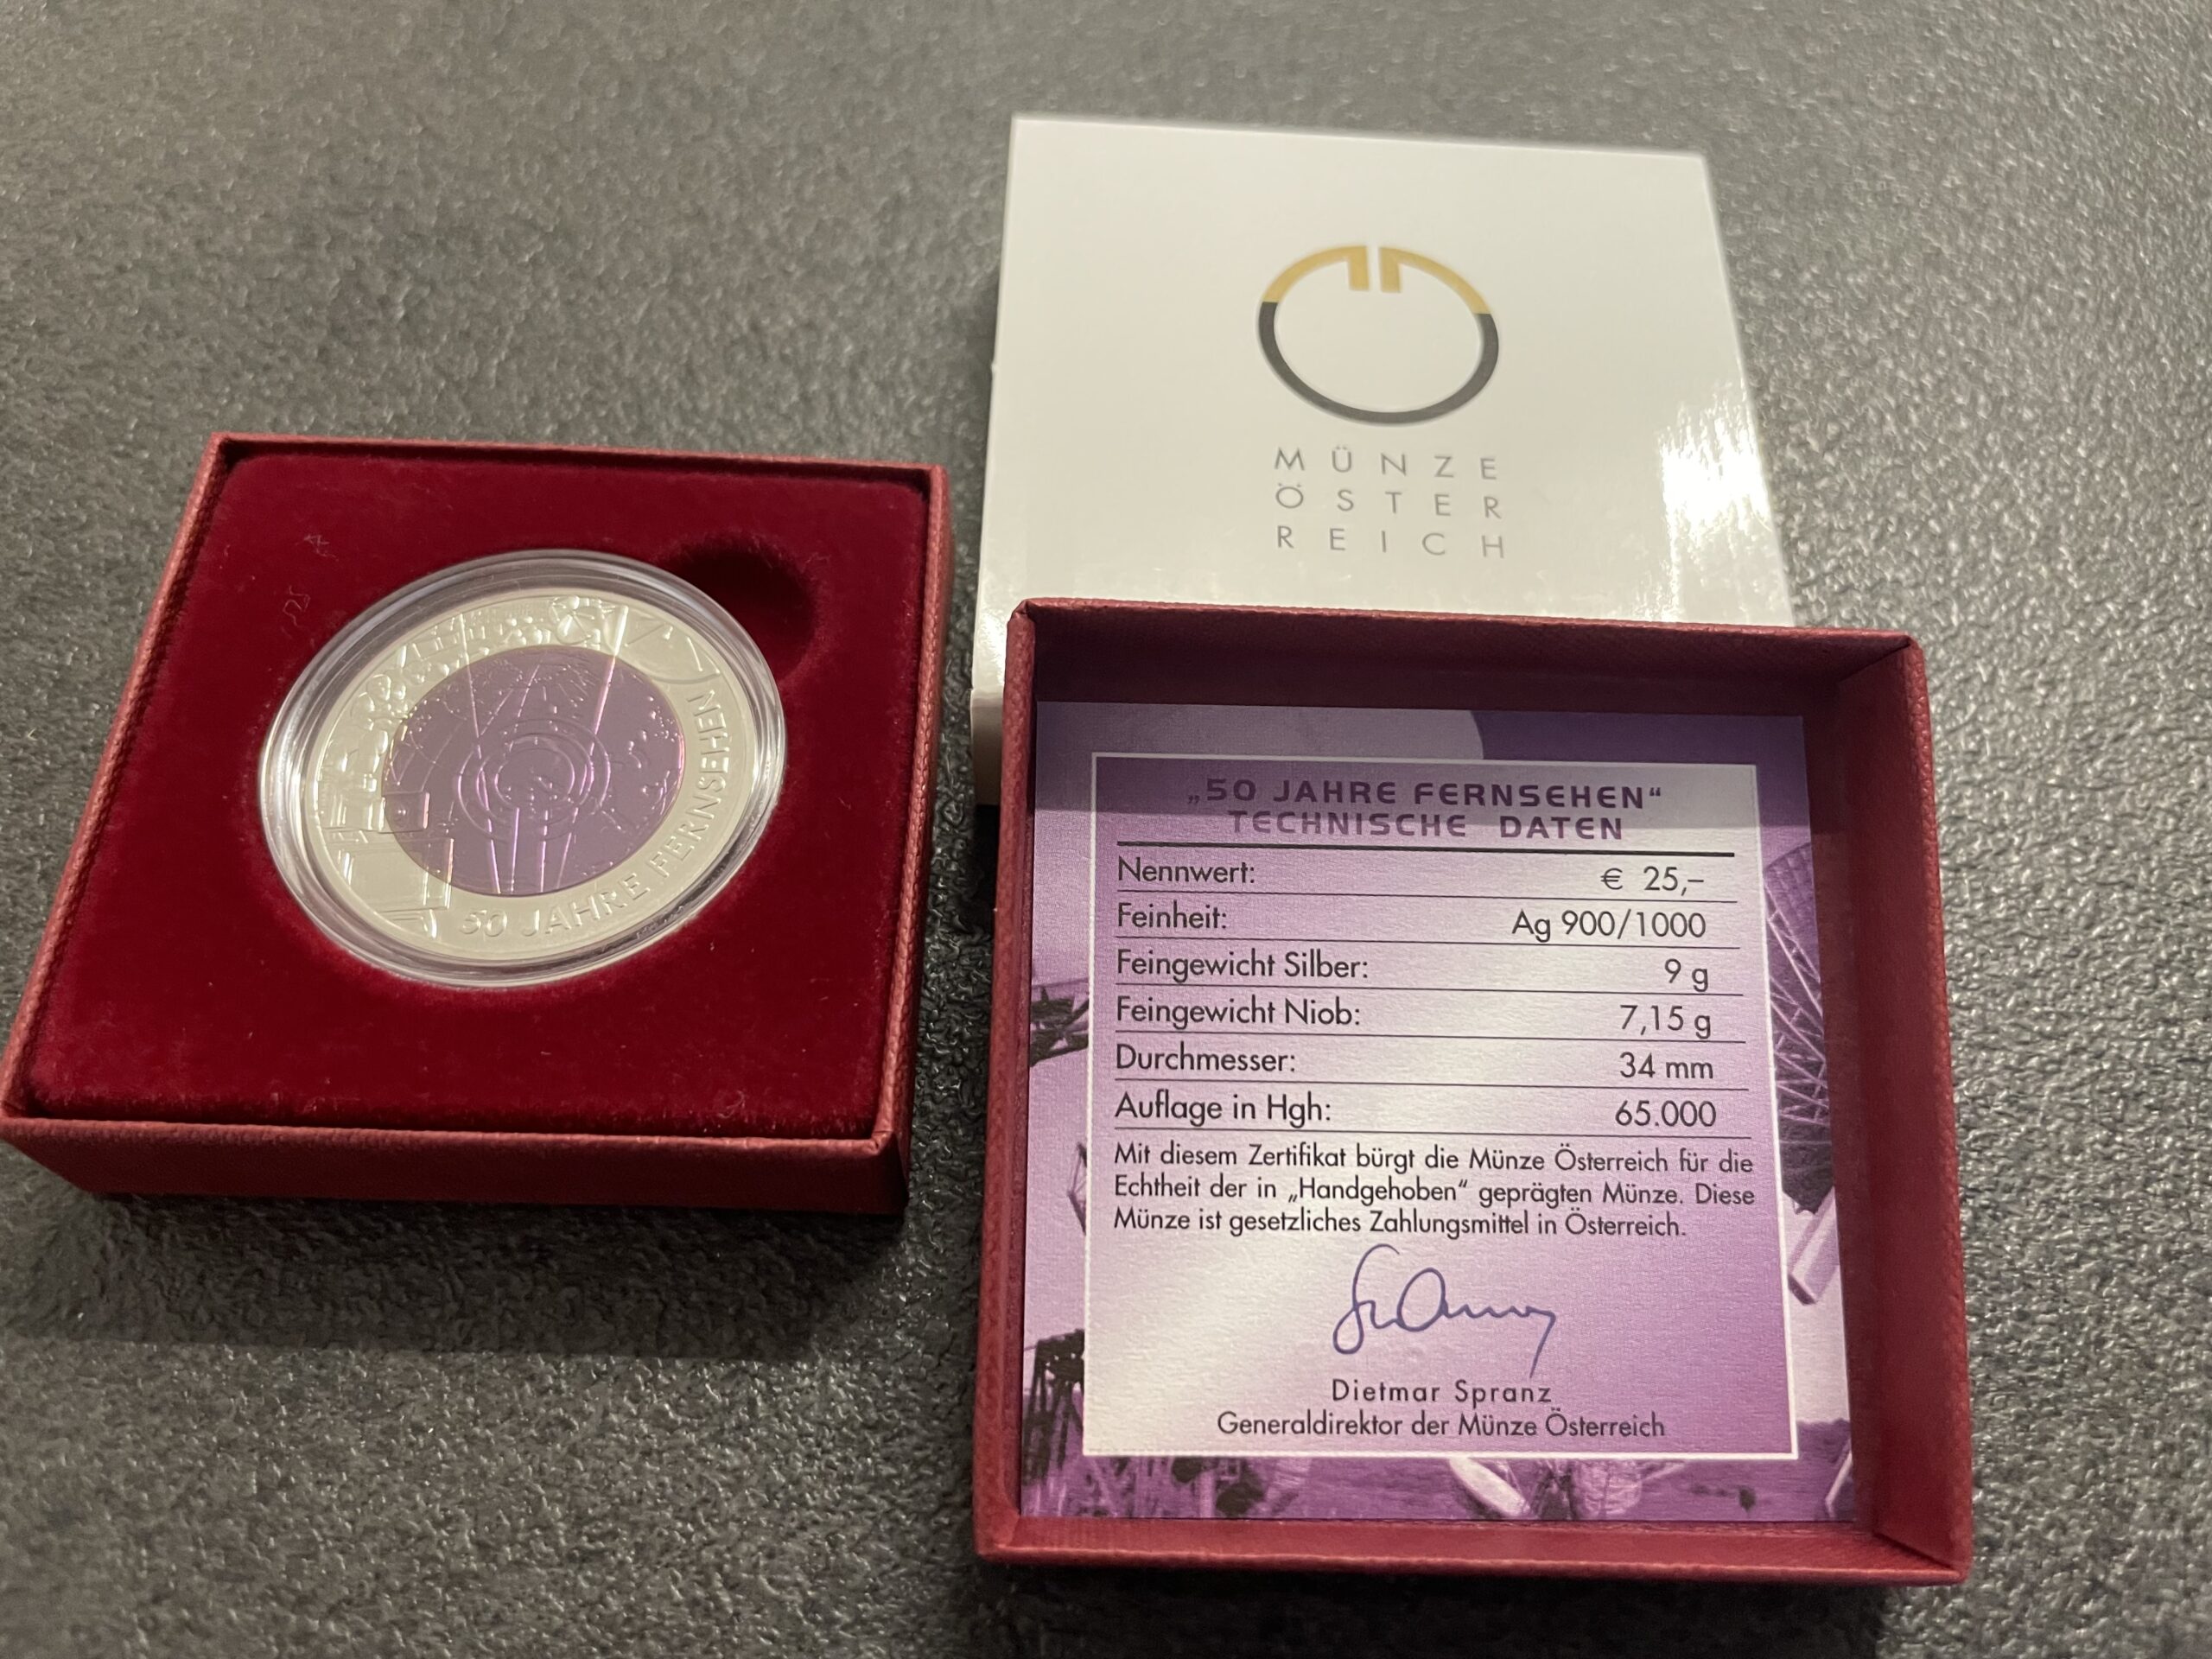 50 JAHRE FERNSEHEN
MÜNZE
ÖSTER
REICH
„50 JAHRE FERNSEHEN“
TECHNISCHE DATEN
Nennwert: € 25,–
Feinheit: Ag 900/1000
Feingewicht Silber: 9 g
Feingewicht Niob: 7,15 g
Durchmesser: 34 mm
Auflage in Hgh: 65.000
Mit diesem Zertifikat bürgt die Münze Österreich für die
Echtheit der in „Handgehoben“ geprägten Münze. Diese
Münze ist gesetzliches Zahlungsmittel in Österreich.
Dietmar Spranz
Generaldirektor der Münze Österreich